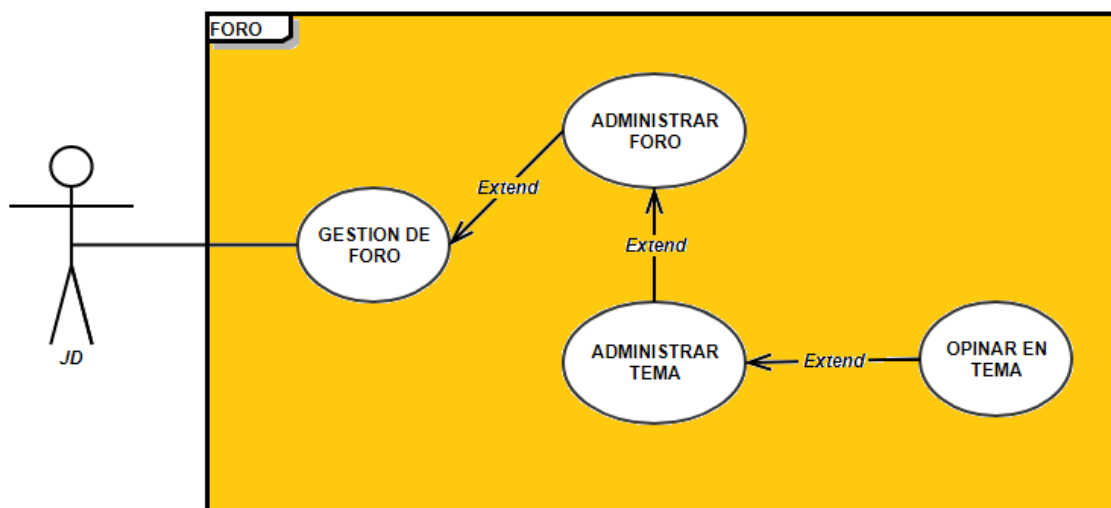 FORO
ADMINISTRAR
FORO
Extend
GESTION DE
FORO
Extend
ADMINISTRAR
TEMA
Extend
OPINAR EN
TEMA
JD